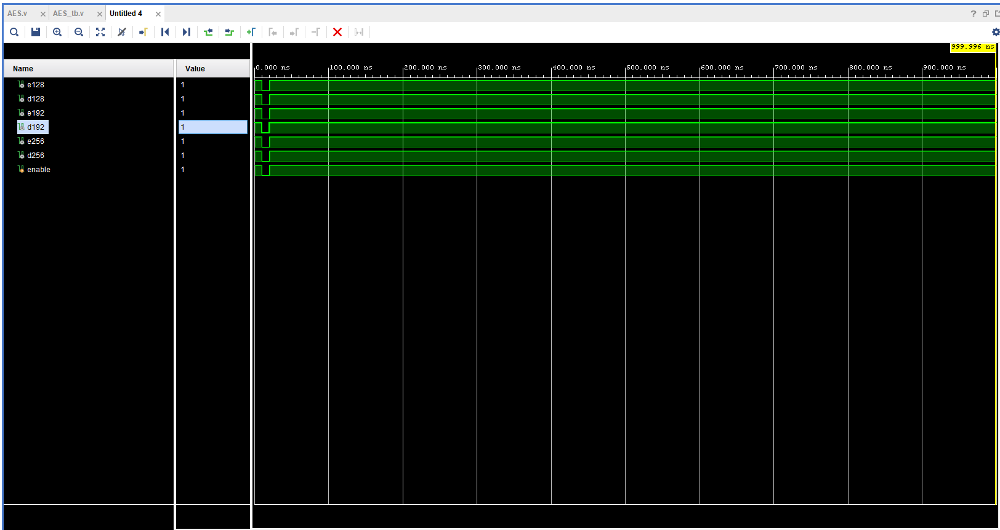 AES.v AES_tb.v Untitled 4
999.996 ns
Name Value
0.000 ns 100.000 ns 200.000 ns 300.000 ns 400.000 ns 500.000 ns 600.000 ns 700.000 ns 800.000 ns 900.000 ns
e128 1
d128 1
e192 1
d192 1
e256 1
d256 1
enable 1